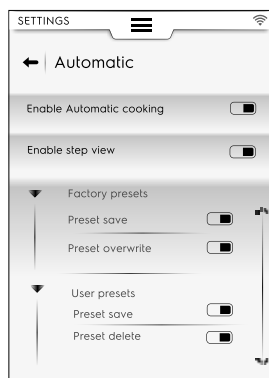 SETTINGS
Automatic
Enable Automatic cooking
Enable step view
Factory presets
Preset save
Preset overwrite
User presets
Preset save
Preset delete